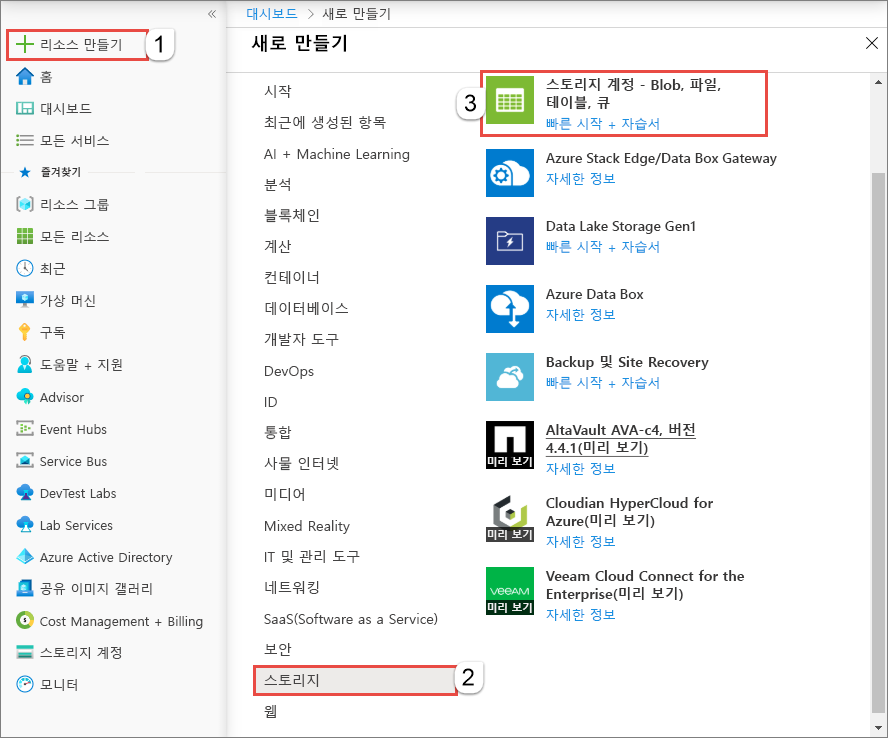 «
리소스 만들기
1
홈
대시보드
모든 서비스
즐겨찾기
리소스 그룹
모든 리소스
최근
가상 머신
구독
도움말 + 지원
Advisor
Event Hubs
Service Bus
DevTest Labs
Lab Services
Azure Active Directory
공유 이미지 갤러리
Cost Management + Billing
스토리지 계정
모니터
대시보드 > 새로 만들기
새로 만들기
시작
최근에 생성된 항목
AI + Machine Learning
분석
블록체인
계산
컨테이너
데이터베이스
개발자 도구
DevOps
ID
통합
사물 인터넷
미디어
Mixed Reality
IT 및 관리 도구
네트워킹
SaaS(Software as a Service)
보안
스토리지
2
웹
3
스토리지 계정 - Blob, 파일,
테이블, 큐
빠른 시작 + 자습서
Azure Stack Edge/Data Box Gateway
자세한 정보
Data Lake Storage Gen1
빠른 시작 + 자습서
Azure Data Box
자세한 정보
Backup 및 Site Recovery
빠른 시작 + 자습서
미리 보기
AltaVault AVA-c4, 버전
4.4.1(미리 보기)
자세한 정보
미리 보기
Cloudian HyperCloud for
Azure(미리 보기)
자세한 정보
veeam
미리 보기
Veeam Cloud Connect for the
Enterprise(미리 보기)
자세한 정보